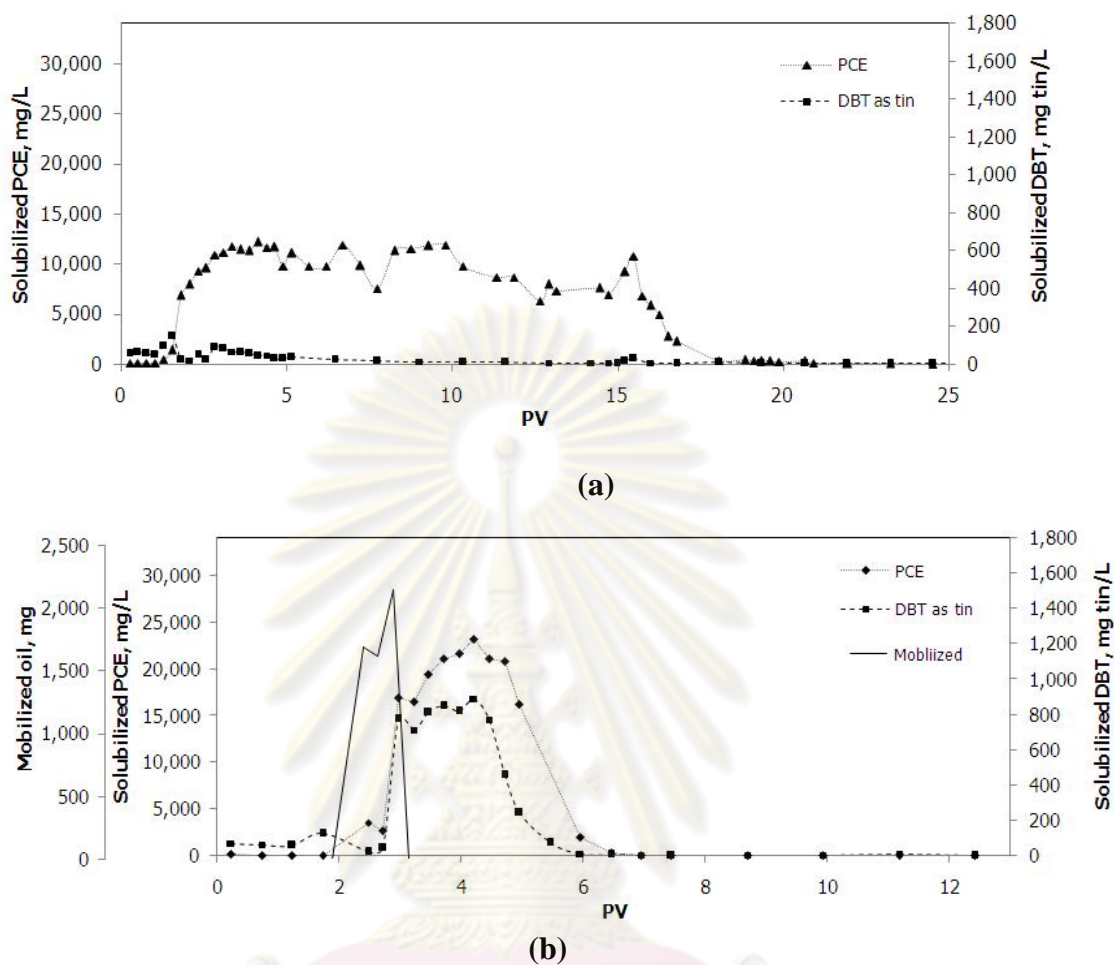 Solubilized PCE, mg/L
30,000
25,000
20,000
15,000
10,000
5,000
0
PCE
DBT as tin
1,800
1,600
1,400
1,200
1,000
800
600
400
200
0
Solubilized DBT, mg tin/L
0 5 10 15 20 25
PV
(a)
Mobilized oil, mg
2,500
2,000
1,500
1,000
500
0
Solubilized PCE, mg/L
30,000
25,000
20,000
15,000
10,000
5,000
0
PCE
DBT as tin
Mobliized
1,800
1,600
1,400
1,200
1,000
800
600
400
200
0
Solubilized DBT, mg tin/L
0 2 4 6 8 10 12
PV
(b)